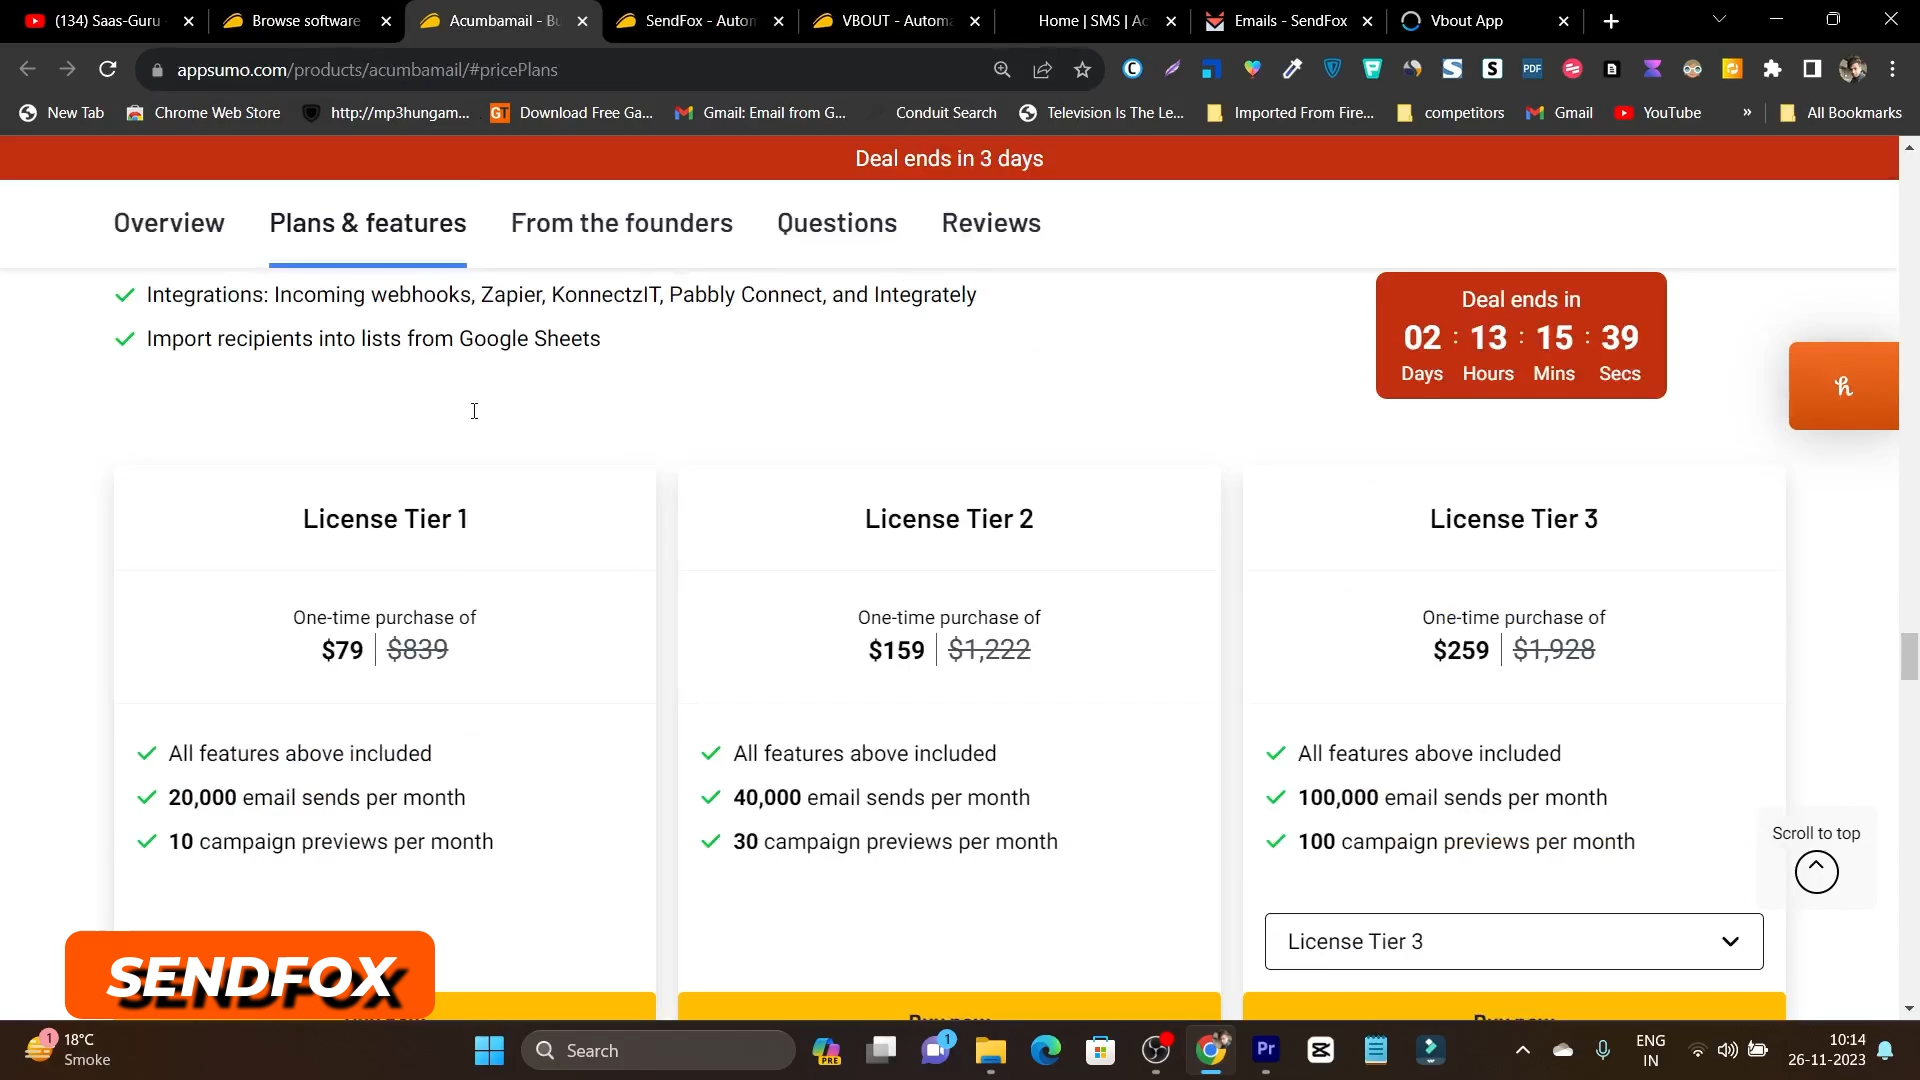 (134) Saas-Guru
Browse software
Acumbamail - Bu
SendFox - Autom
VBOUT - Automa
Home | SMS | Ac
Emails - SendFox
Vbout App
appsumo.com/products/acumbamail/#pricePlans
New Tab
Chrome Web Store
http://mp3hungam...
Download Free Ga...
Gmail: Email from G...
Conduit Search
Television Is The Le...
Imported From Fire...
competitors
Gmail
YouTube
»
All Bookmarks
Deal ends in 3 days
Overview
Plans & features
From the founders
Questions
Reviews
Integrations: Incoming webhooks, Zapier, KonnectzIT, Pabbly Connect, and Integrately
Import recipients into lists from Google Sheets
Deal ends in
02 : 13 : 15 : 39
Days Hours Mins Secs
License Tier 1
One-time purchase of
$79 | $839
All features above included
20,000 email sends per month
10 campaign previews per month
License Tier 2
One-time purchase of
$159 | $1,222
All features above included
40,000 email sends per month
30 campaign previews per month
Buy now
License Tier 3
One-time purchase of
$259 | $1,928
All features above included
100,000 email sends per month
100 campaign previews per month
License Tier 3
Buy now
Scroll to top
SENDFOX
1
18°C
Smoke
Search
PRE
1
Pr
ENG
IN
10:14
26-11-2023